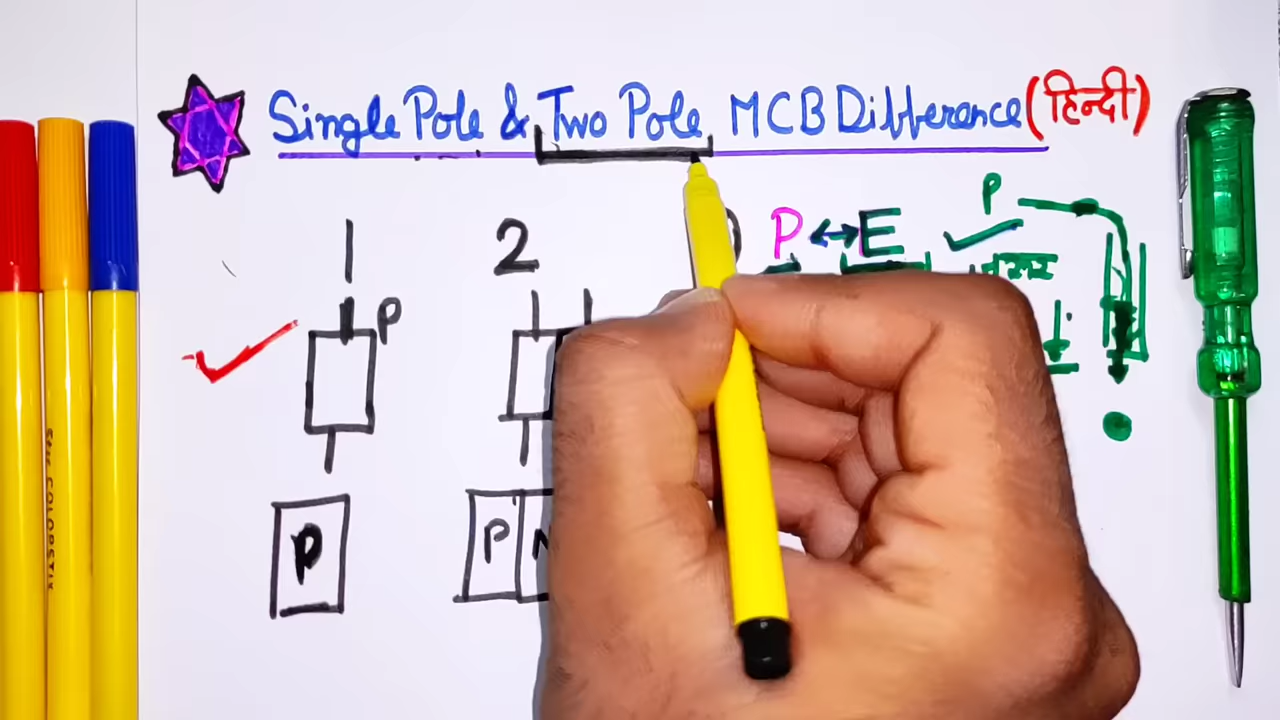 Single Pole & Two Pole MCB Difference (हिन्दी)
1 2 P ↔ E P
P
P
P